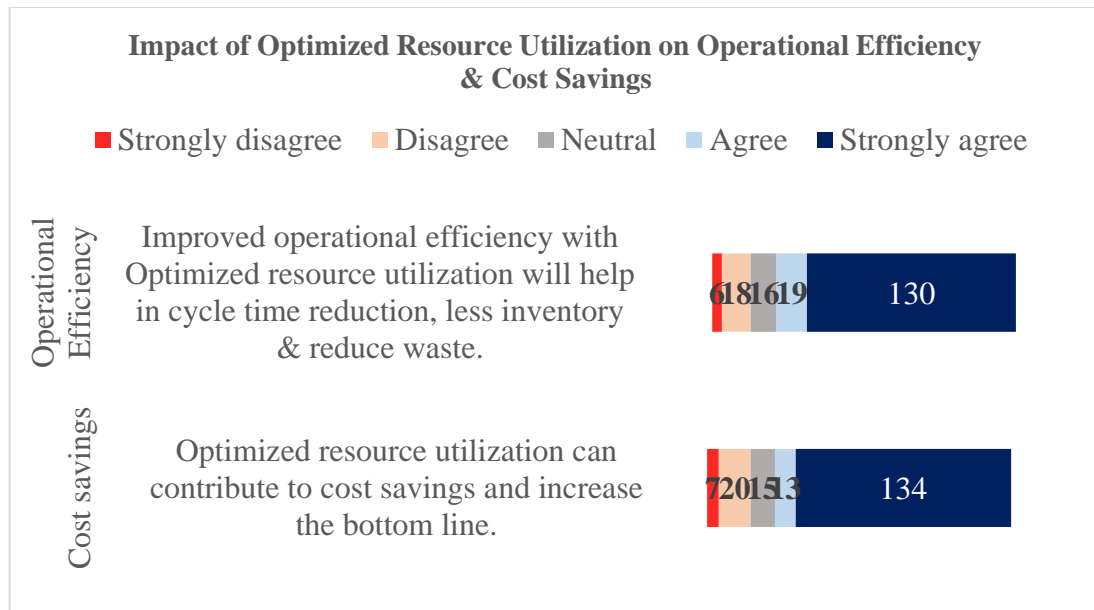 Impact of Optimized Resource Utilization on Operational Efficiency
& Cost Savings
Strongly disagree Disagree Neutral Agree Strongly agree
Operational
Efficiency
Improved operational efficiency with
Optimized resource utilization will help
in cycle time reduction, less inventory
& reduce waste.
6 18 16 19 130
Cost savings
Optimized resource utilization can
contribute to cost savings and increase
the bottom line.
7 20 15 13 134